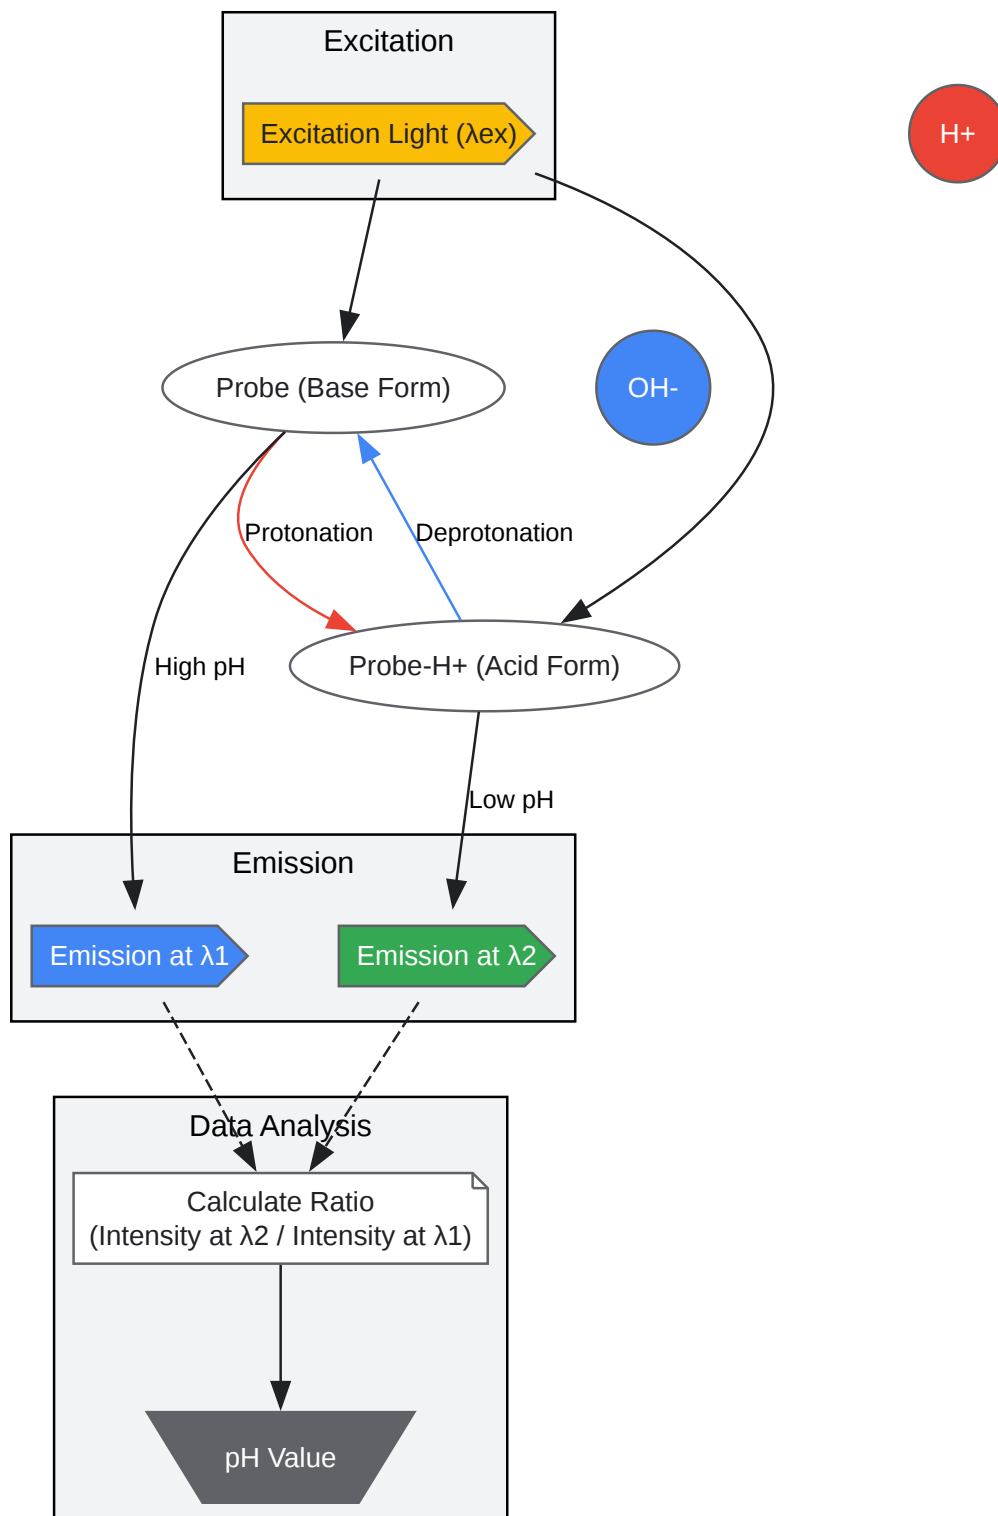 Excitation
Excitation Light (λex)
H+
Probe (Base Form)
OH-
Protonation
Deprotonation
High pH
Probe-H+ (Acid Form)
Low pH
Emission
Emission at λ1
Emission at λ2
Data Analysis
Calculate Ratio
(Intensity at λ2 / Intensity at λ1)
pH Value